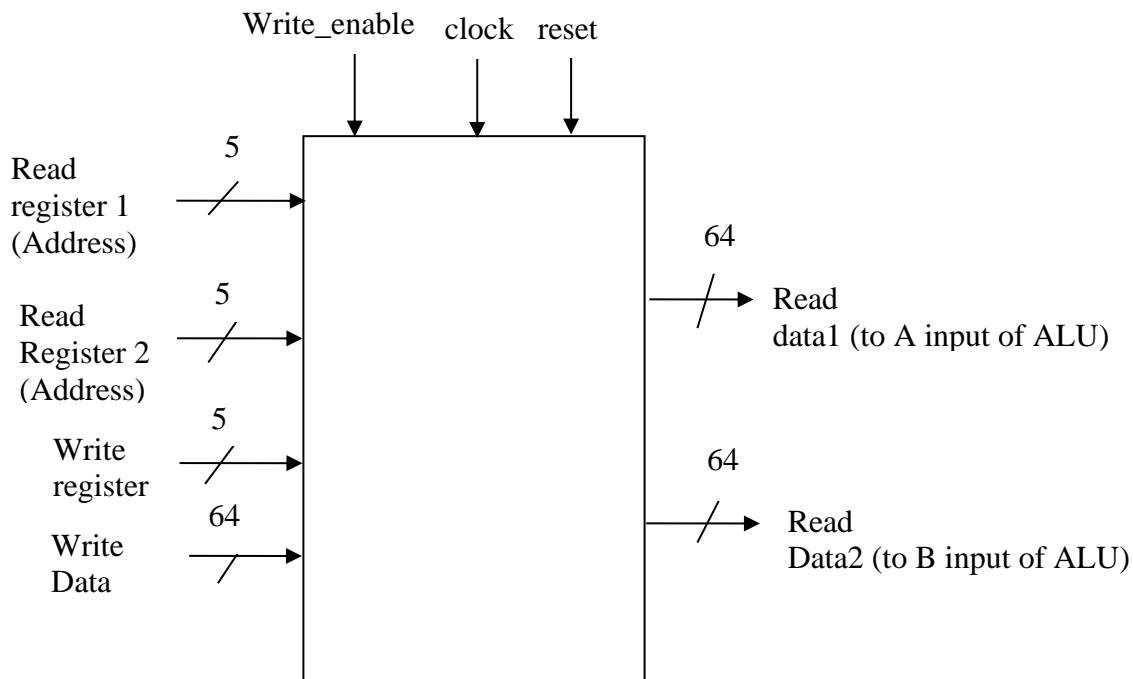 Write_enable
clock
reset
5
Read
register 1
(Address)
64
Read
data1 (to A input of ALU)
5
Read
Register 2
(Address)
5
Write
register
64
Read
Data2 (to B input of ALU)
64
Write
Data